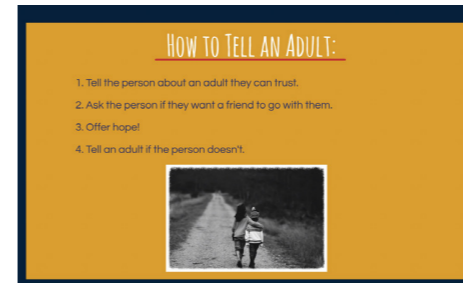 How to Tell an Adult:
1. Tell the person about an adult they can trust.
2. Ask the person if they want a friend to go with them.
3. Offer hope!
4. Tell an adult if the person doesn't.